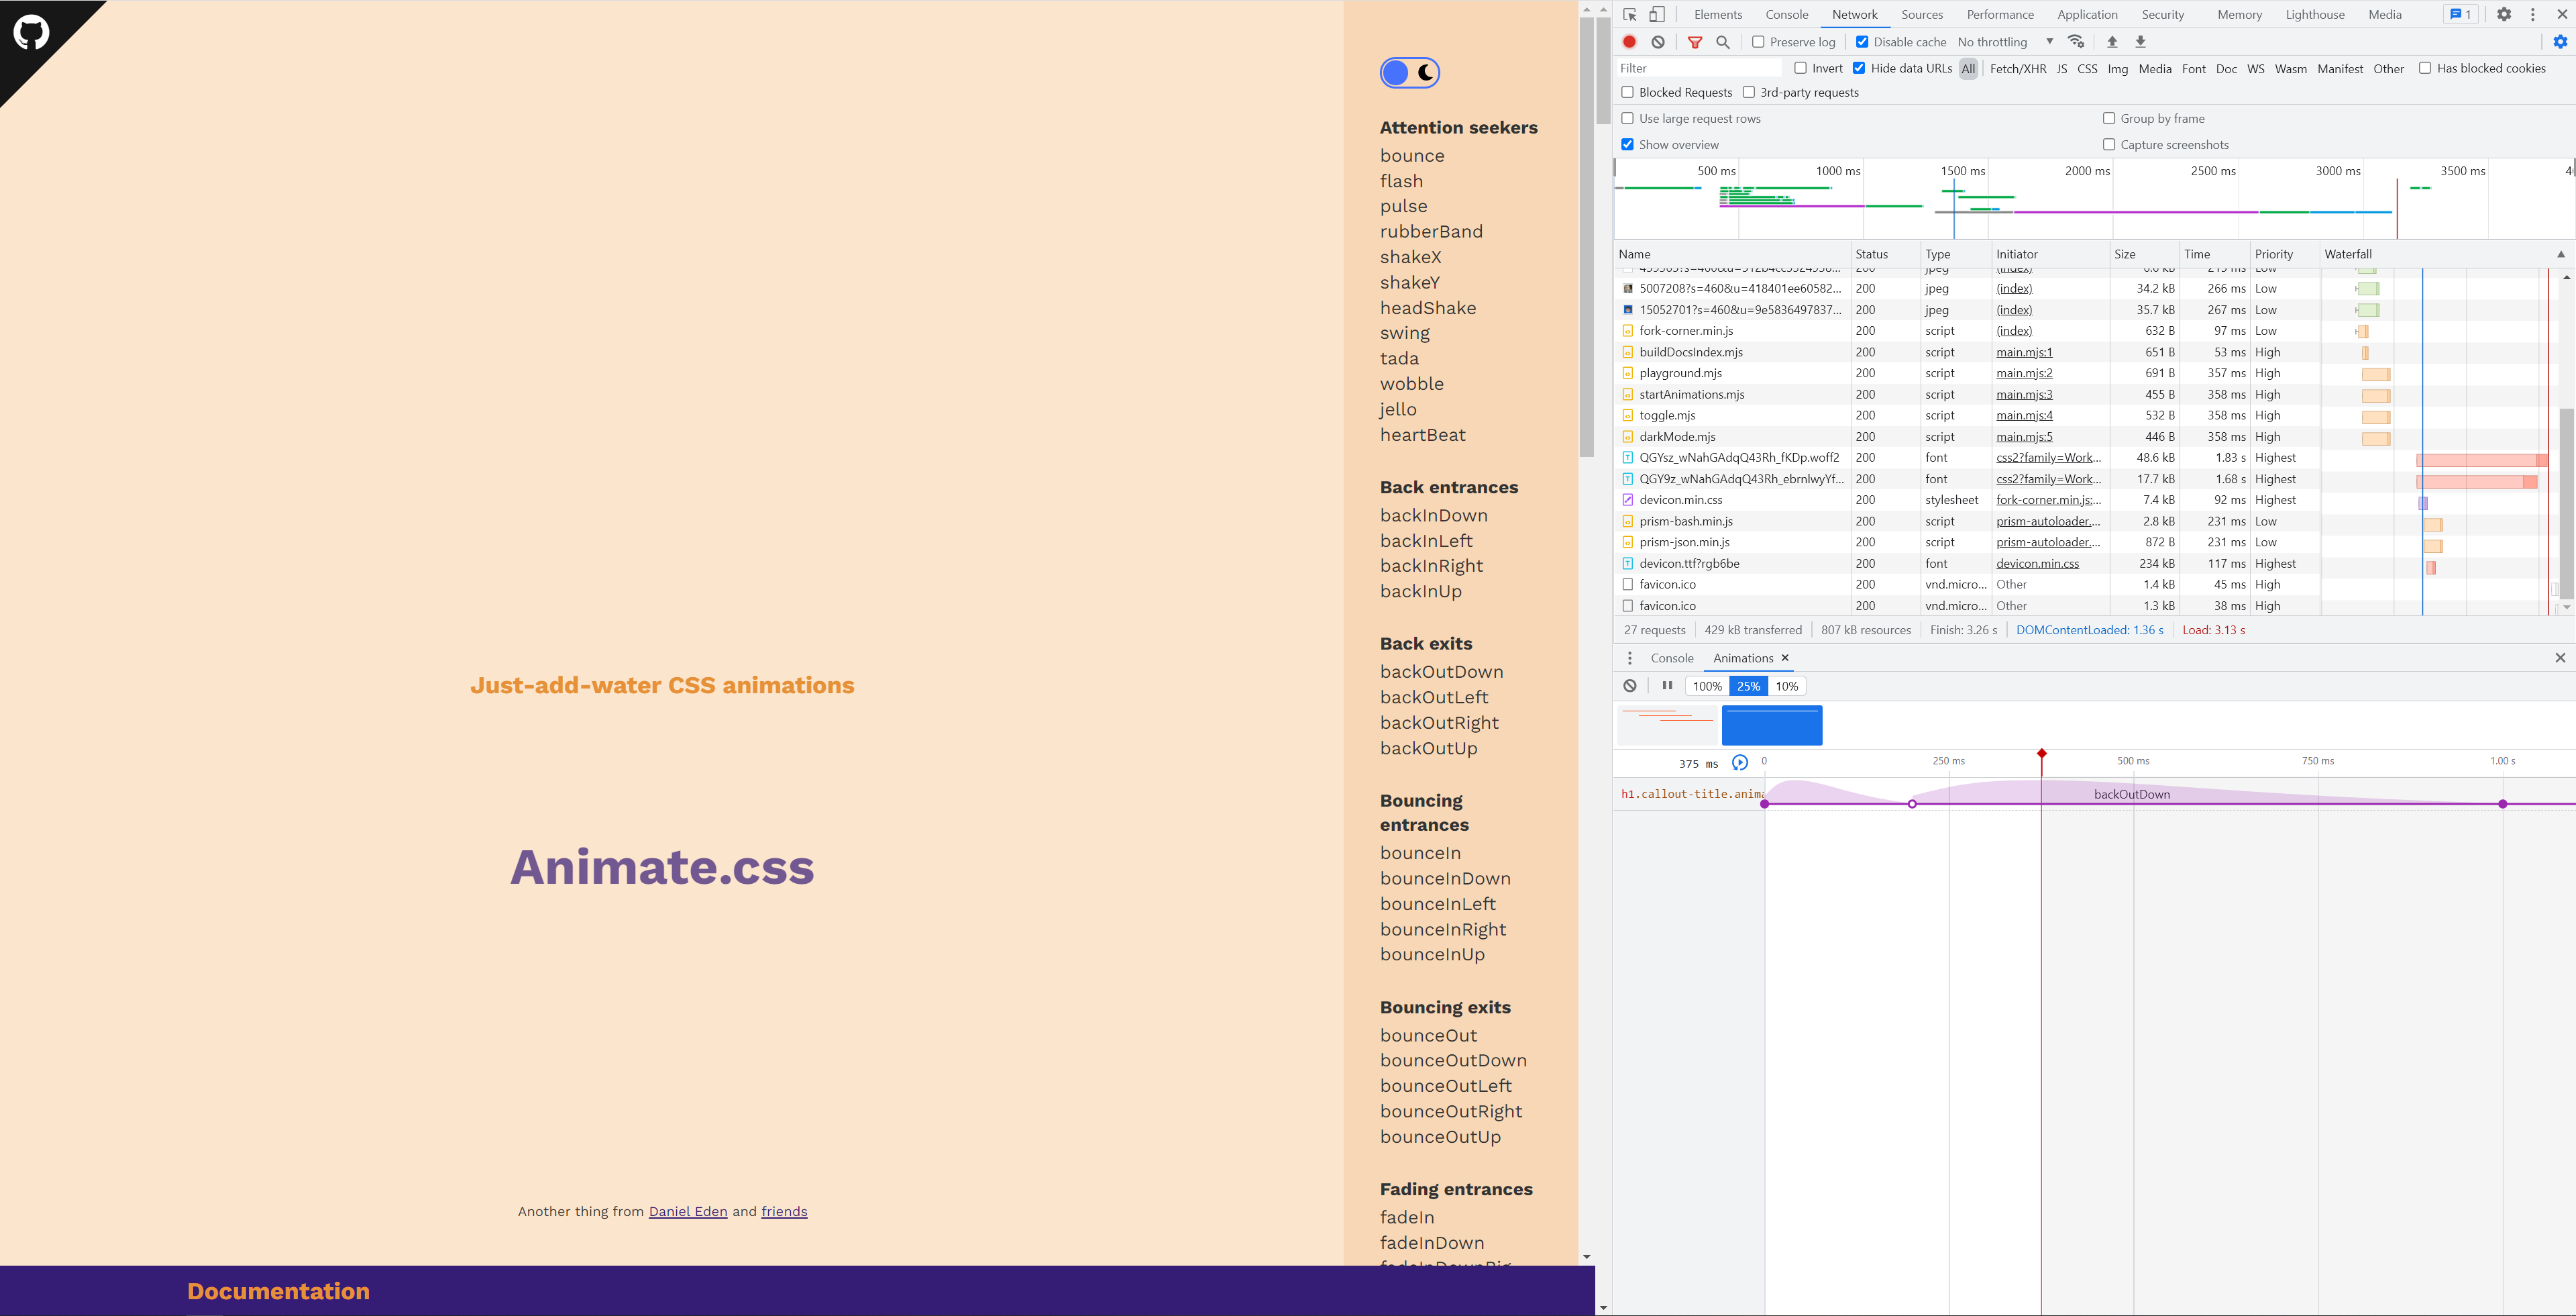 Attention seekers
bounce
flash
pulse
rubberBand
shakeX
shakeY
headShake
swing
tada
wobble
jello
heartBeat
Back entrances
backInDown
backInLeft
backInRight
backInUp
Back exits
backOutDown
backOutLeft
backOutRight
backOutUp
Bouncing
entrances
bounceIn
bounceInDown
bounceInLeft
bounceInRight
bounceInUp
Bouncing exits
bounceOut
bounceOutDown
bounceOutLeft
bounceOutRight
bounceOutUp
Fading entrances
fadeIn
fadeInDown
Just-add-water CSS animations
Animate.css
Another thing from Daniel Eden and friends
Documentation
Elements Console Network Sources Performance Application Security Memory Lighthouse Media 1
Preserve log Disable cache No throttling
Filter Invert Hide data URLs All Fetch/XHR JS CSS Img Media Font Doc WS Wasm Manifest Other Has blocked cookies
Blocked Requests 3rd-party requests
Use large request rows Group by frame
Show overview Capture screenshots
500 ms 1000 ms 1500 ms 2000 ms 2500 ms 3000 ms 3500 ms
Name Status Type Initiator Size Time Priority Waterfall
5007208?s=460&u=418401ee60582... 200 jpeg (index) 34.2 kB 266 ms Low
15052701?s=460&u=9e5836497837... 200 jpeg (index) 35.7 kB 267 ms Low
fork-corner.min.js 200 script (index) 632 B 97 ms Low
buildDocsIndex.mjs 200 script main.mjs:1 651 B 53 ms High
playground.mjs 200 script main.mjs:2 691 B 357 ms High
startAnimations.mjs 200 script main.mjs:3 455 B 358 ms High
toggle.mjs 200 script main.mjs:4 532 B 358 ms High
darkMode.mjs 200 script main.mjs:5 446 B 358 ms High
QGYsz_wNahGAdqQ43Rh_fKDp.woff2 200 font css2?family=Work... 48.6 kB 1.83 s Highest
QGY9z_wNahGAdqQ43Rh_ebrnlwyYf... 200 font css2?family=Work... 17.7 kB 1.68 s Highest
devicon.min.css 200 stylesheet fork-corner.min.js:... 7.4 kB 92 ms Highest
prism-bash.min.js 200 script prism-autoloader.... 2.8 kB 231 ms Low
prism-json.min.js 200 script prism-autoloader.... 872 B 231 ms Low
devicon.ttf?rgb6be 200 font devicon.min.css 234 kB 117 ms Highest
favicon.ico 200 vnd.micro... Other 1.4 kB 45 ms High
favicon.ico 200 vnd.micro... Other 1.3 kB 38 ms High
27 requests 429 kB transferred 807 kB resources Finish: 3.26 s DOMContentLoaded: 1.36 s Load: 3.13 s
Console Animations
100% 25% 10%
375 ms 0 250 ms 500 ms 750 ms 1.00 s
h1.callout-title.anima backOutDown